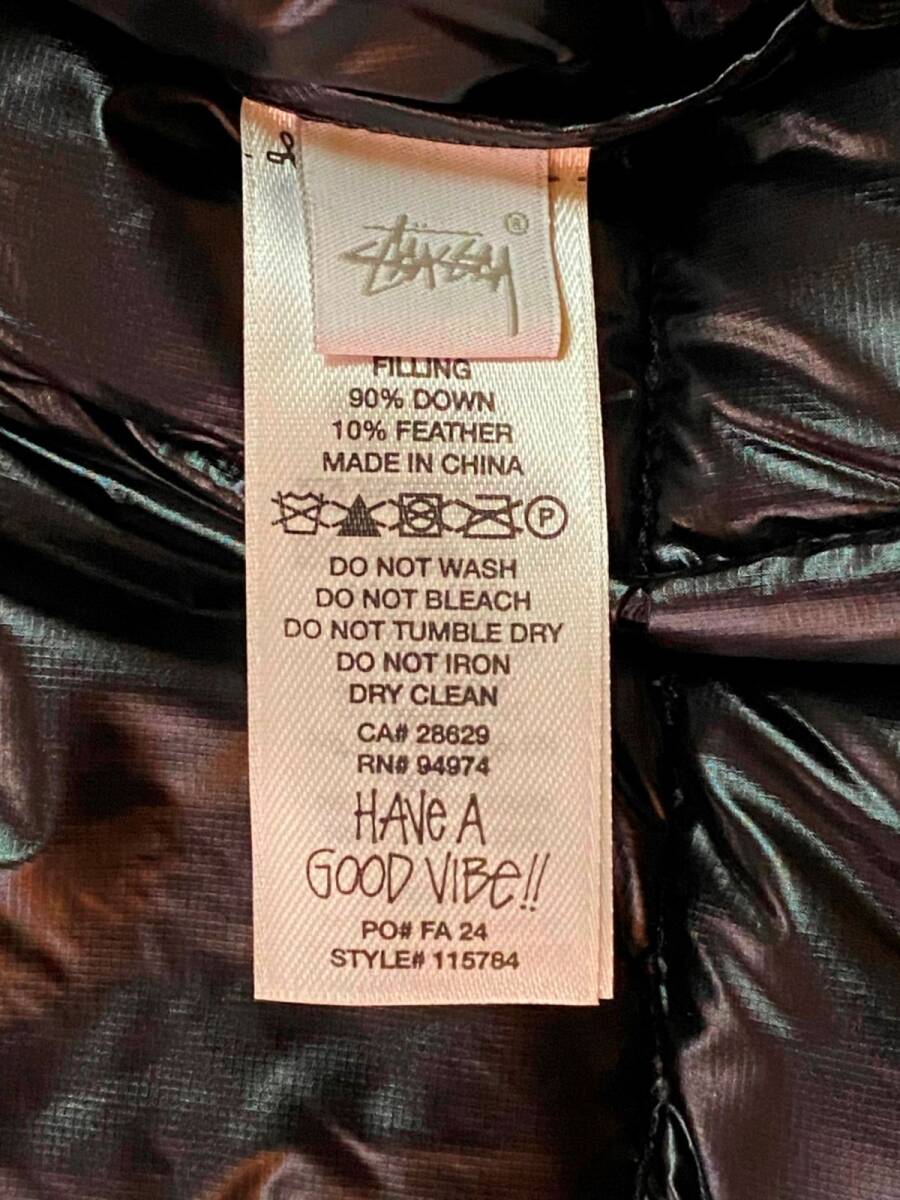 STÜSSY ®
FILLING
90% DOWN
10% FEATHER
MADE IN CHINA
P
DO NOT WASH
DO NOT BLEACH
DO NOT TUMBLE DRY
DO NOT IRON
DRY CLEAN
CA# 28629
RN# 94974
HAVe A
GOOD VIBe!!
PO# FA 24
STYLE# 115784